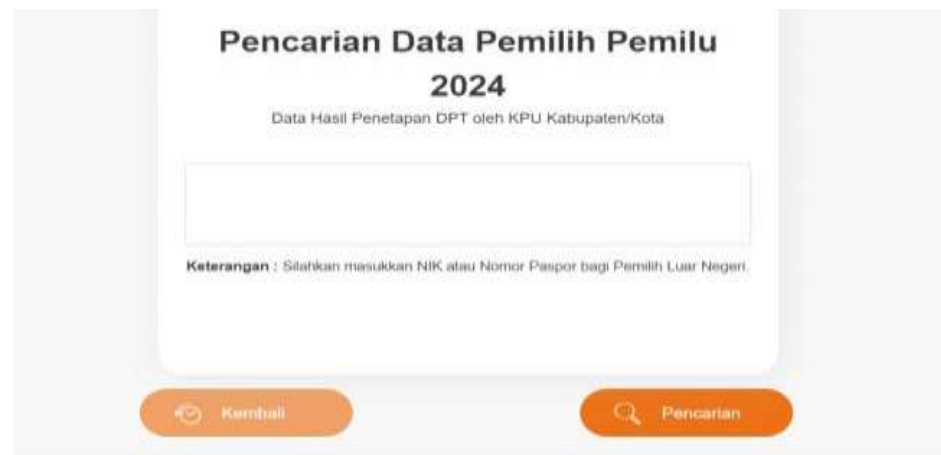 Pencarian Data Pemilih Pemilu
2024
Data Hasil Penetapan DPT oleh KPU Kabupaten/Kota
Keterangan : Silahkan masukkan NIK atau Nomor Paspor bagi Pemilih Luar Negeri.
Kembali
Pencarian